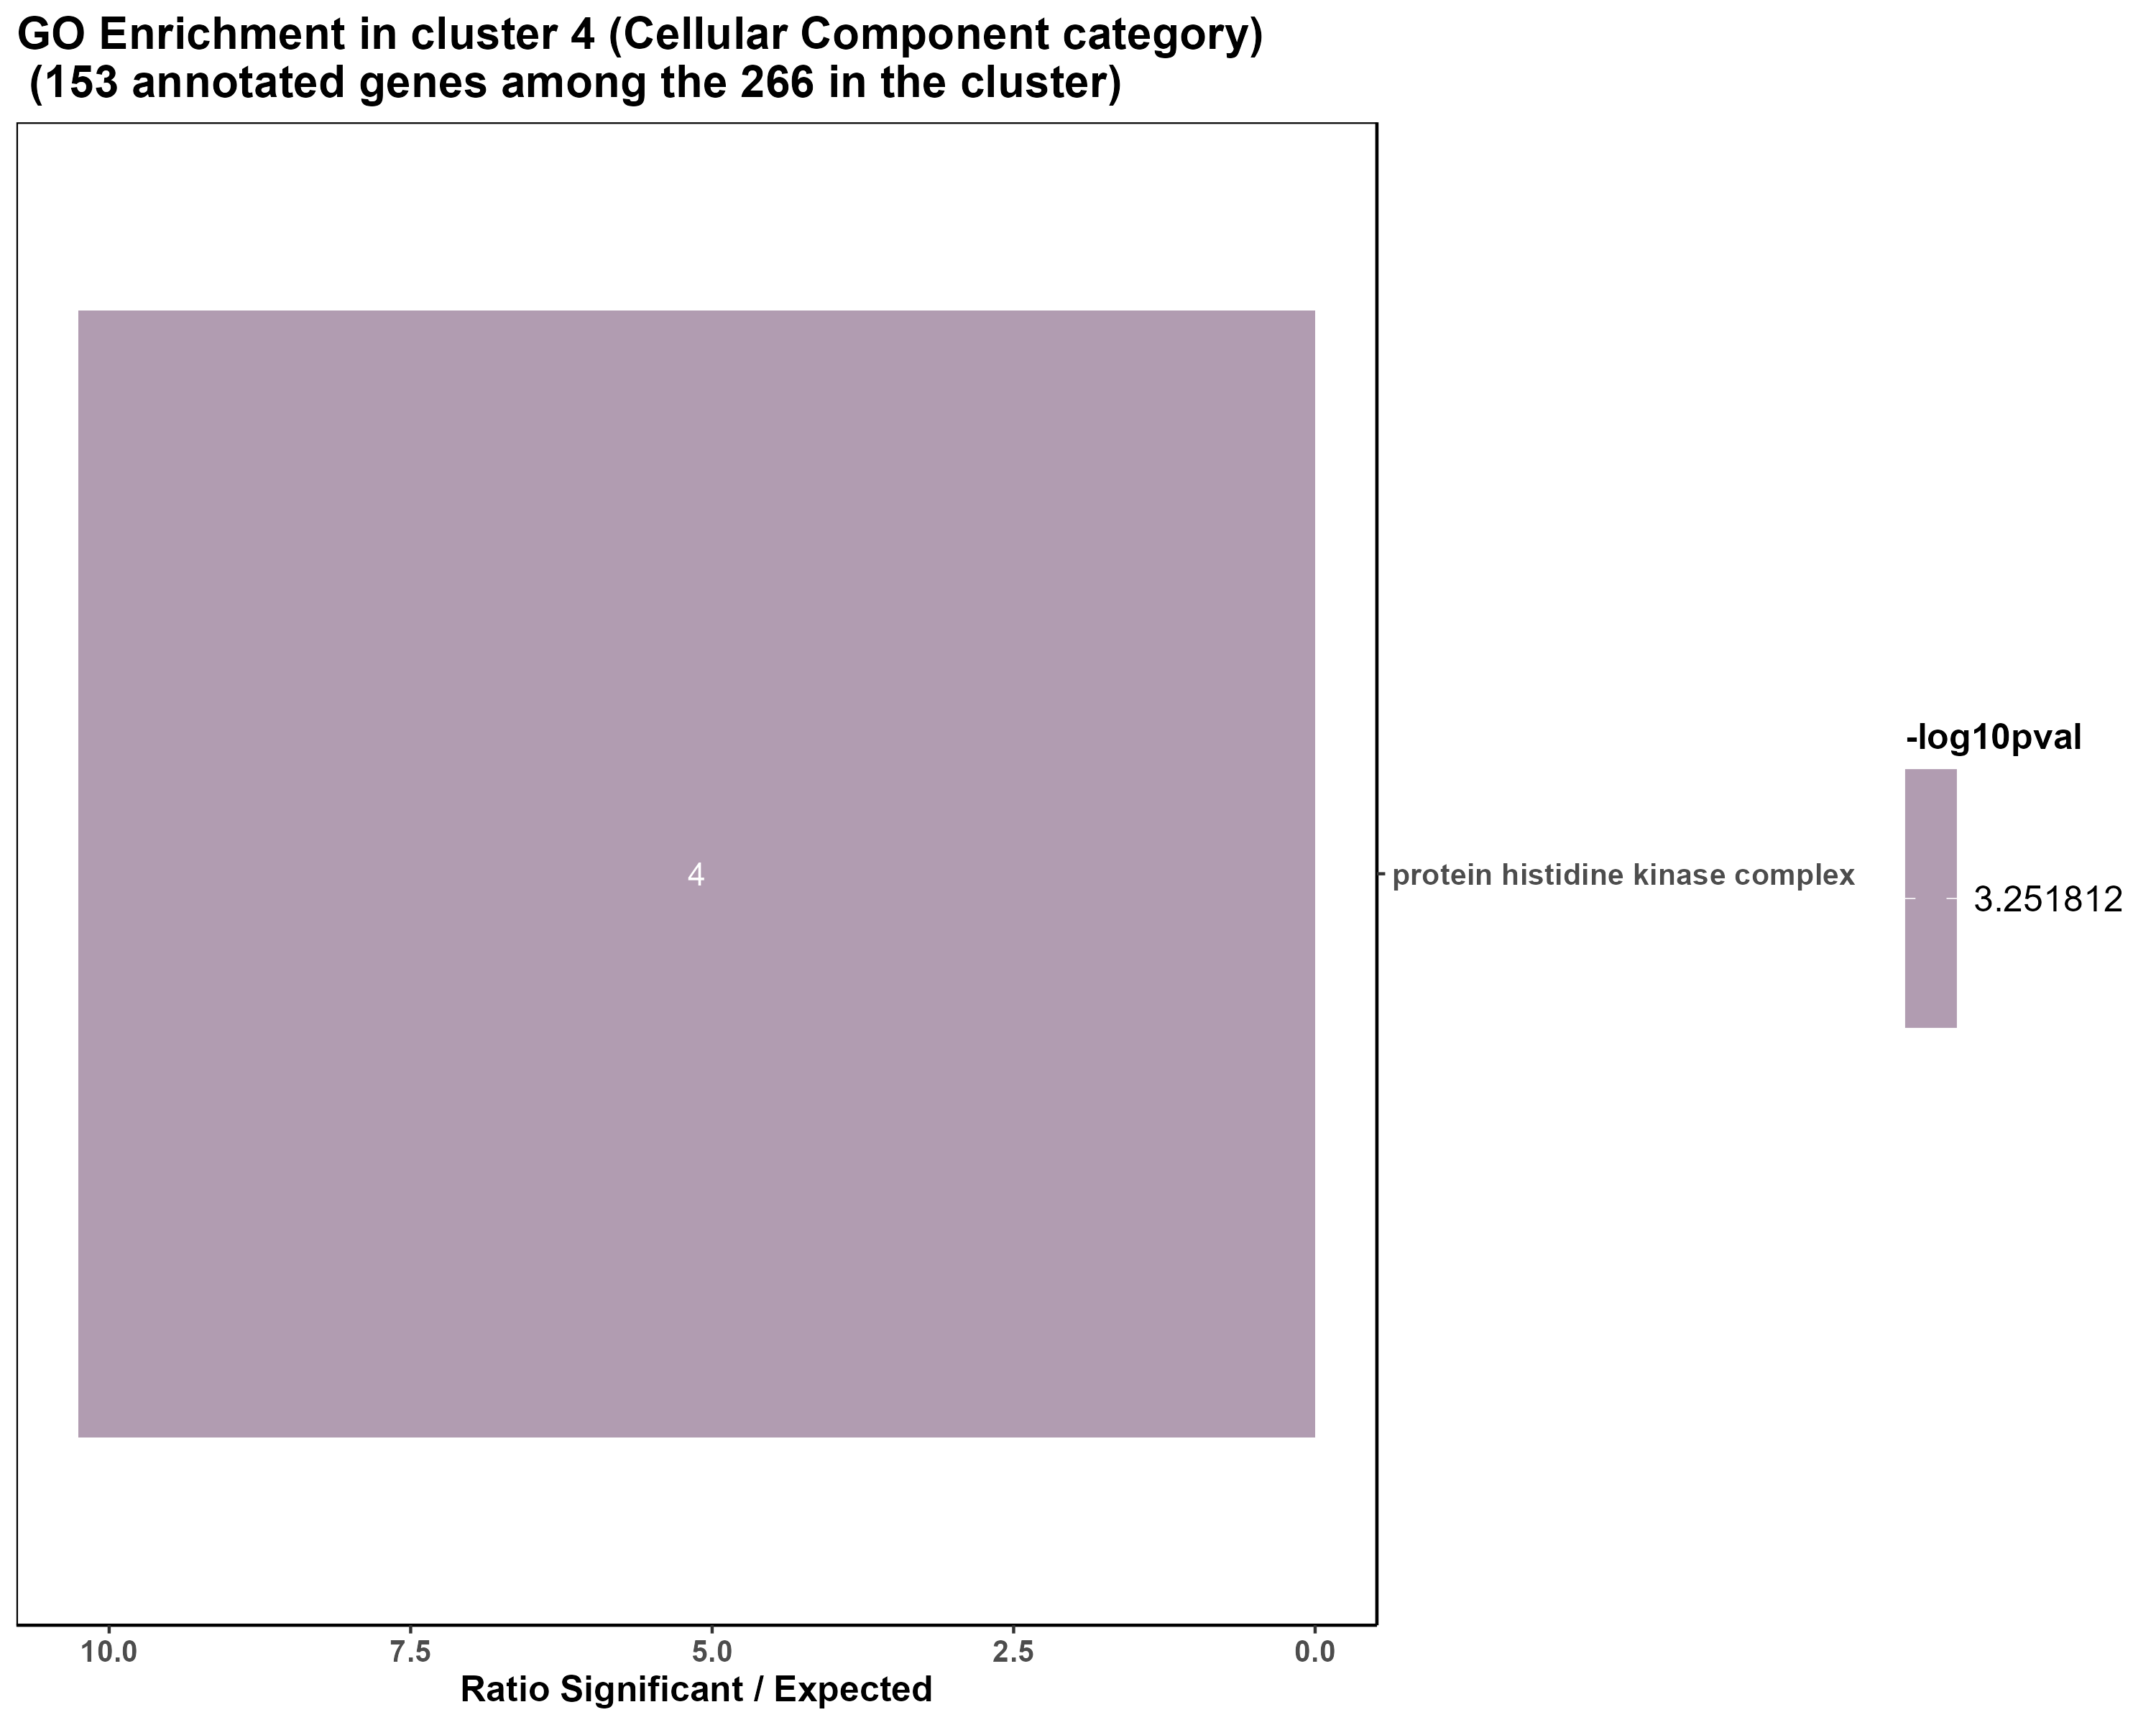 GO Enrichment in cluster 4 (Cellular Component category)
(153 annotated genes among the 266 in the cluster)
4
protein histidine kinase complex
-log10pval
3.251812
10.0 7.5 5.0 2.5 0.0
Ratio Significant / Expected